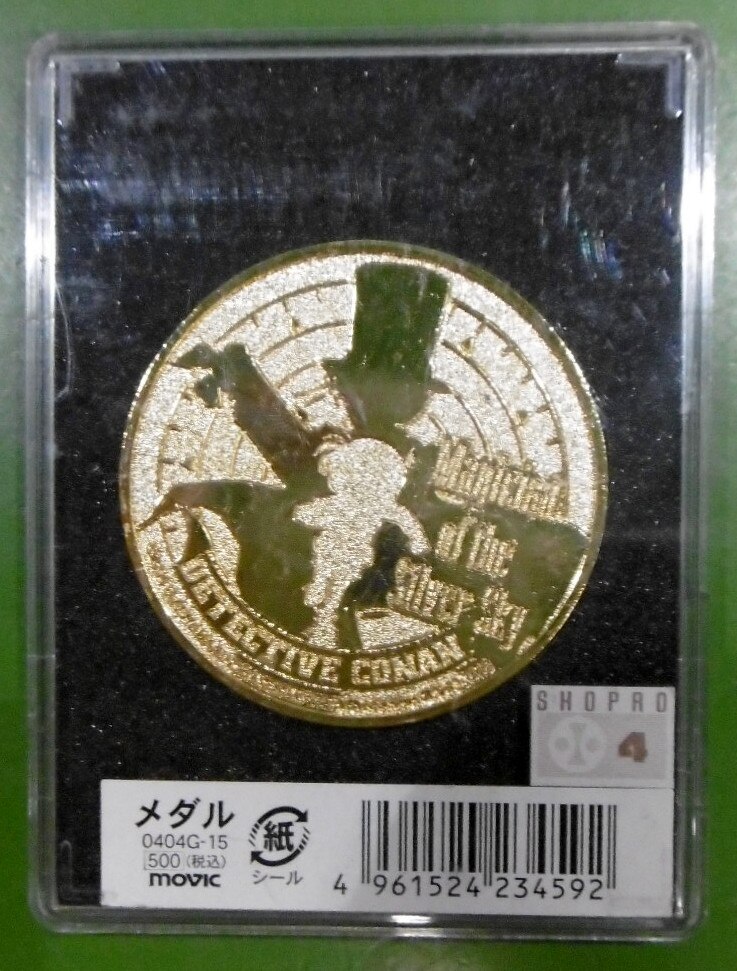 Magician
of the
Silver Sky
DETECTIVE CONAN
SHOPRO
4
メダル
0404G-15
500 (税込)
movic
紙
シール
4 961524 234592